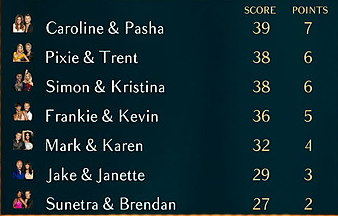 SCORE POINTS
Caroline & Pasha 39 7
Pixie & Trent 38 6
Simon & Kristina 38 6
Frankie & Kevin 36 5
Mark & Karen 32 4
Jake & Janette 29 3
Sunetra & Brendan 27 2